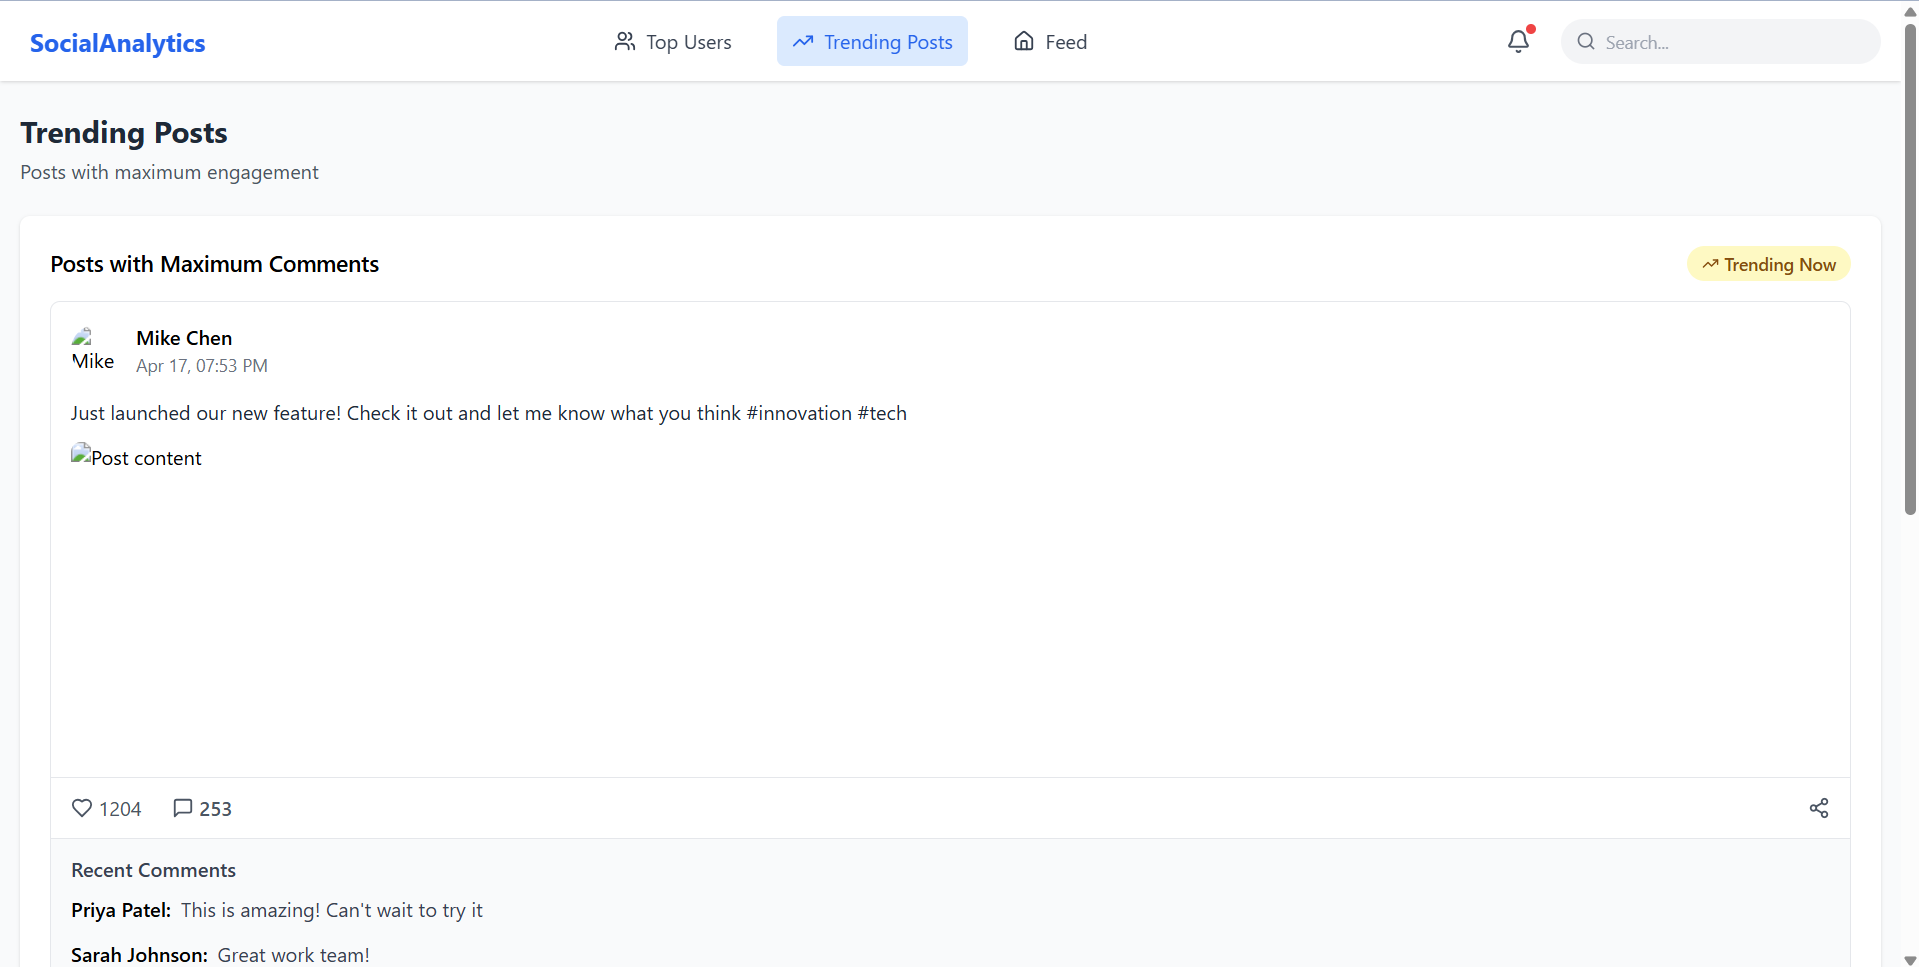 SocialAnalytics
Top Users
Trending Posts
Feed
Search...
Trending Posts
Posts with maximum engagement
Posts with Maximum Comments
Trending Now
Mike
Mike Chen
Apr 17, 07:53 PM
Just launched our new feature! Check it out and let me know what you think #innovation #tech
Post content
1204
253
Recent Comments
Priya Patel: This is amazing! Can't wait to try it
Sarah Johnson: Great work team!